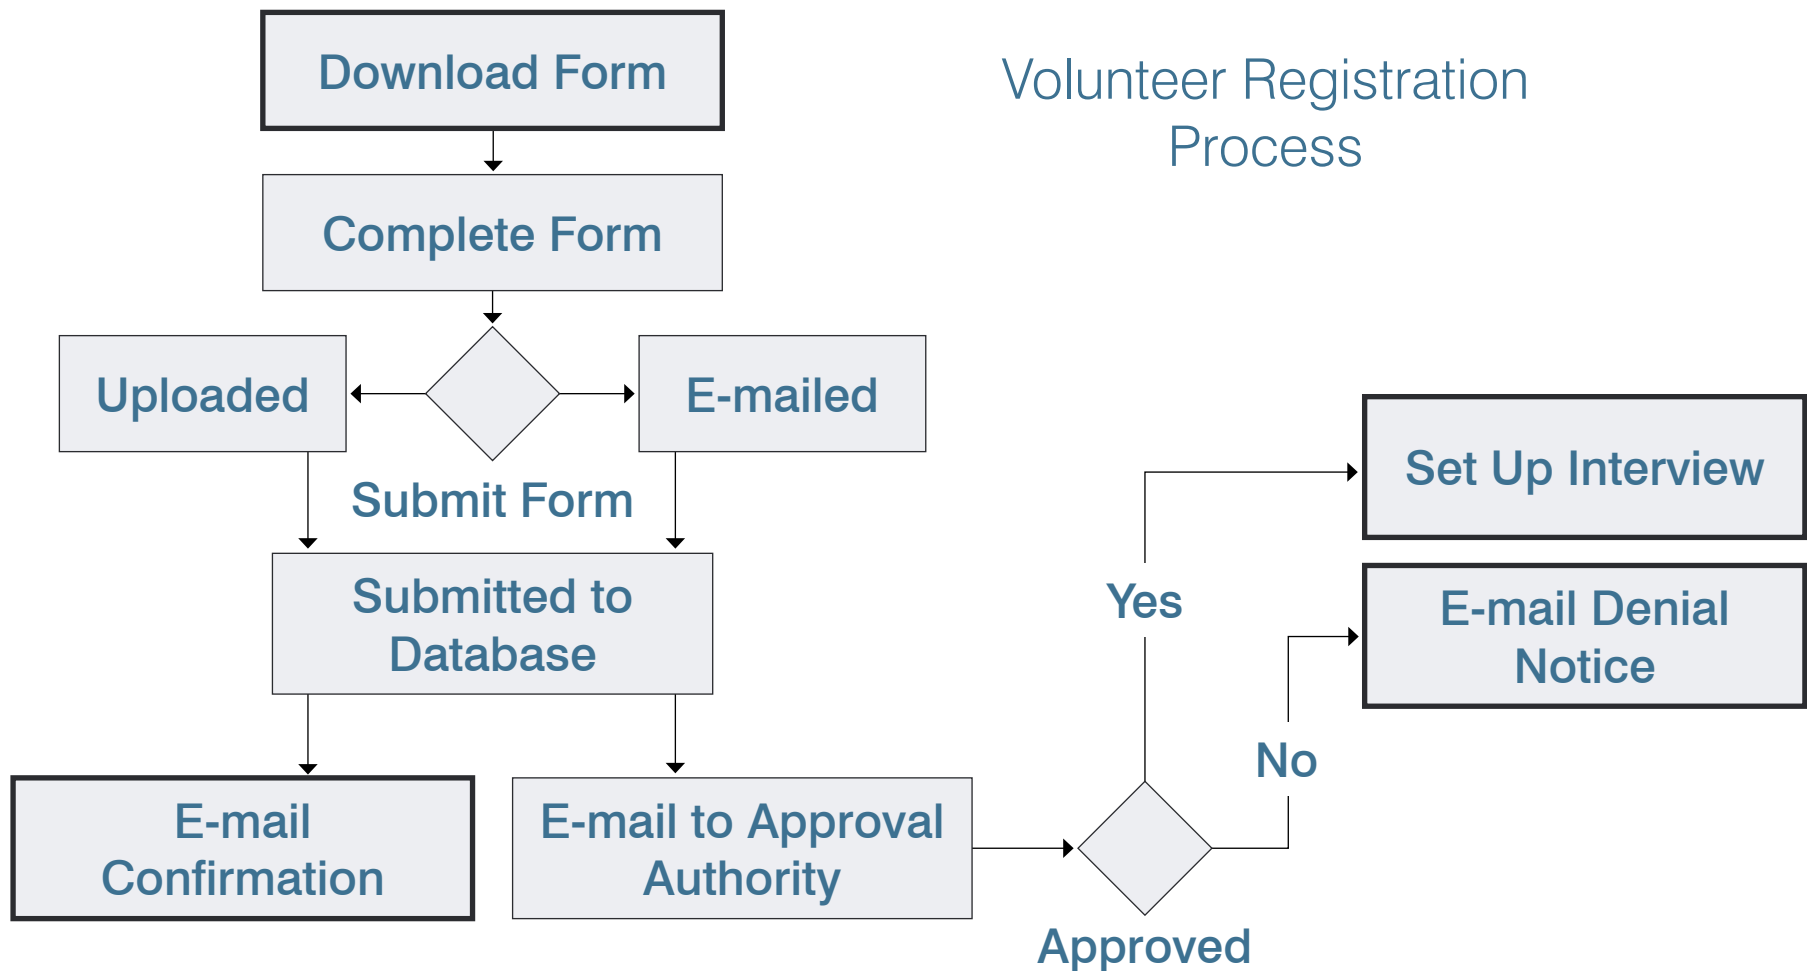 Download Form
Volunteer Registration
Process
Complete Form
Uploaded
E-mailed
Submit Form
Submitted to
Database
E-mail
Confirmation
E-mail to Approval
Authority
Approved
Yes
No
Set Up Interview
E-mail Denial
Notice